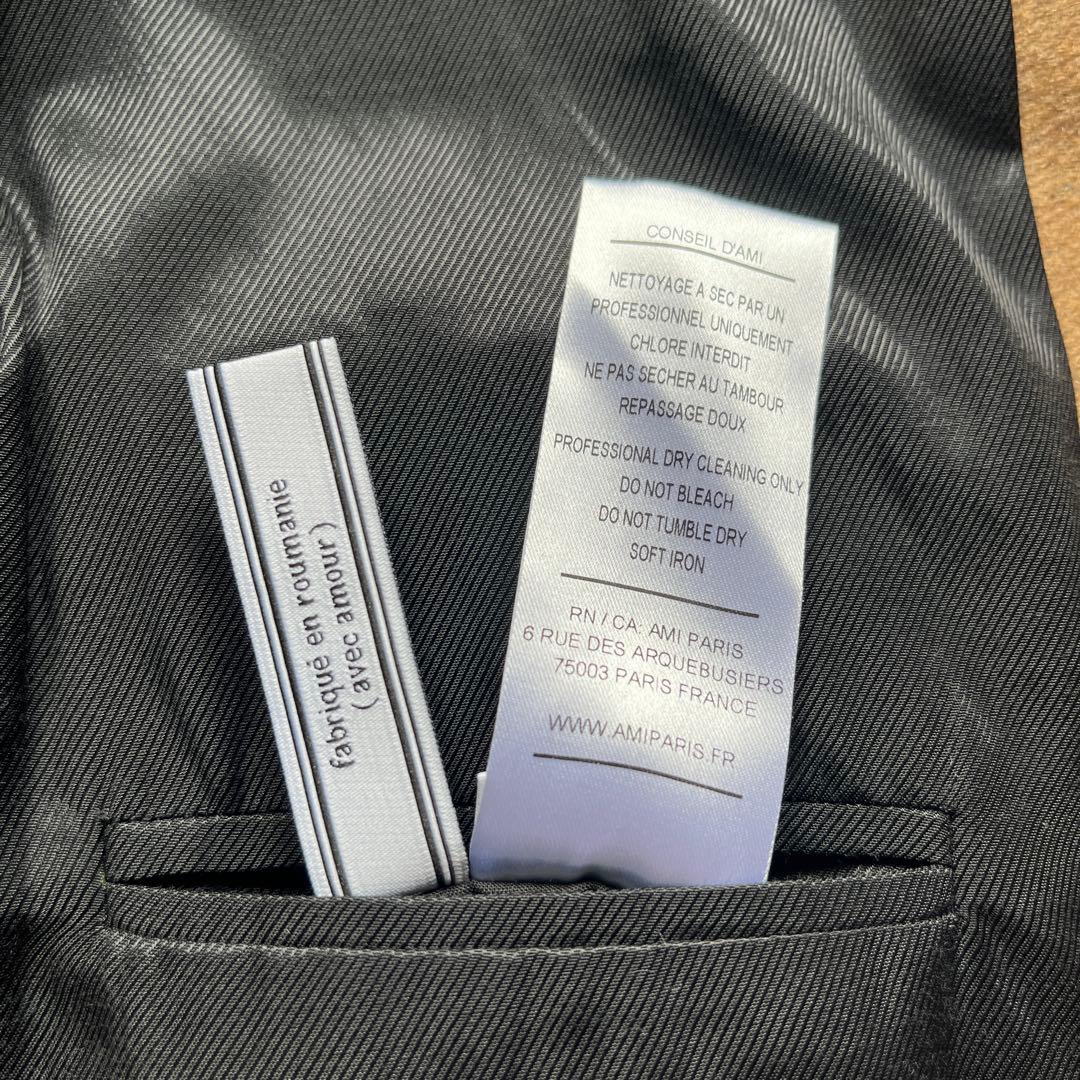 fabriqué en roumanie
( avec amour )
CONSEIL D'AMI
NETTOYAGE A SEC PAR UN
PROFESSIONNEL UNIQUEMENT
CHLORE INTERDIT
NE PAS SECHER AU TAMBOUR
REPASSAGE DOUX
PROFESSIONAL DRY CLEANING ONLY
DO NOT BLEACH
DO NOT TUMBLE DRY
SOFT IRON
RN / CA: AMI PARIS
6 RUE DES ARQUEBUSIERS
75003 PARIS FRANCE
WWW.AMIPARIS.FR